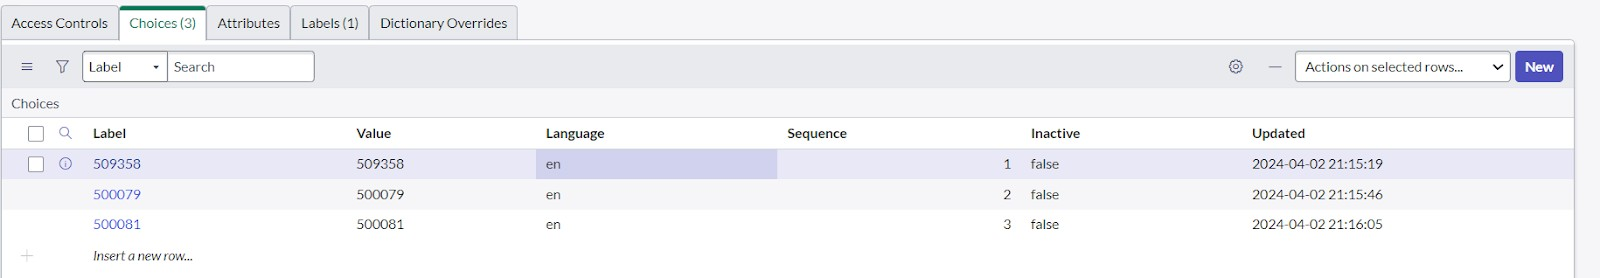 Access Controls Choices (3) Attributes Labels (1) Dictionary Overrides
Label Search Actions on selected rows... New
Choices
Label Value Language Sequence Inactive Updated
509358 509358 en 1 false 2024-04-02 21:15:19
500079 500079 en 2 false 2024-04-02 21:15:46
500081 500081 en 3 false 2024-04-02 21:16:05
Insert a new row...